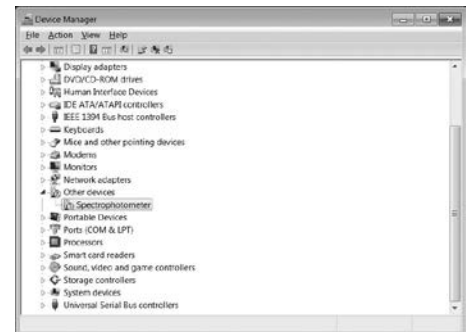 Device Manager
File Action View Help
Display adapters
DVD/CD-ROM drives
Human Interface Devices
IDE ATA/ATAPI controllers
IEEE 1394 Bus host controllers
Keyboards
Mice and other pointing devices
Modems
Monitors
Network adapters
Other devices
Spectrophotometer
Portable Devices
Ports (COM & LPT)
Processors
Smart card readers
Sound, video and game controllers
Storage controllers
System devices
Universal Serial Bus controllers